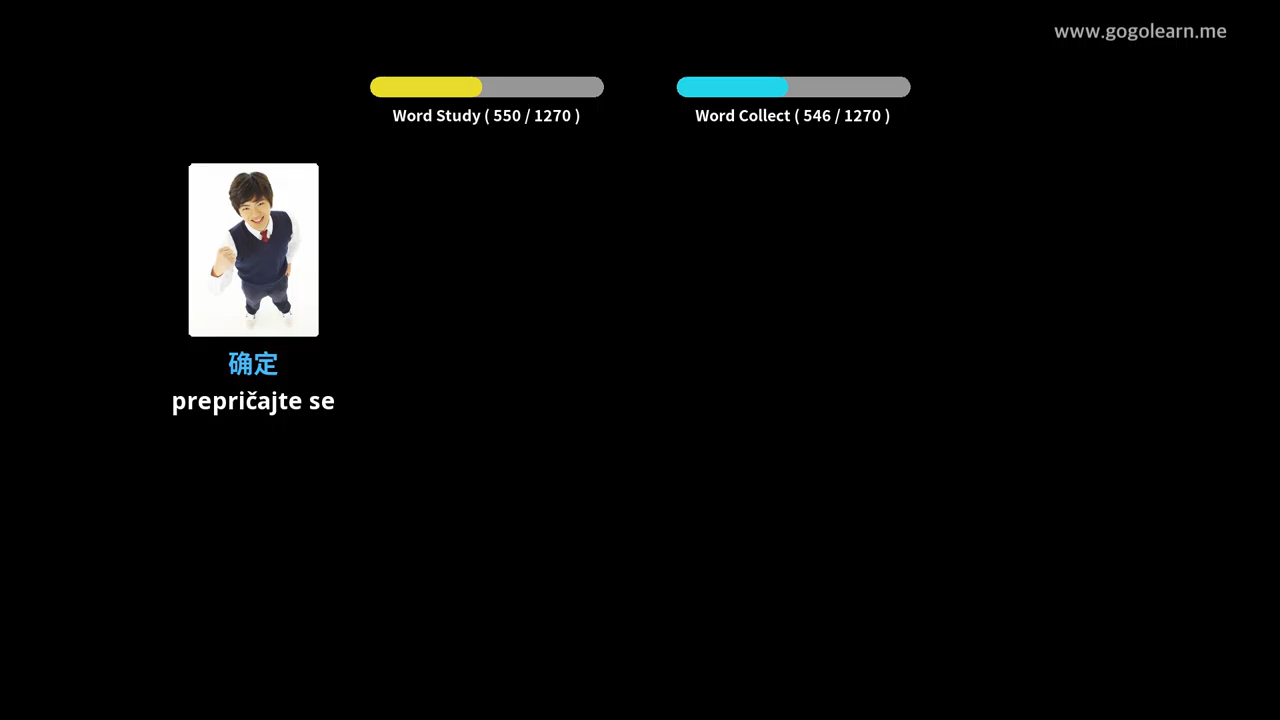 www.gogolearn.me
Word Study ( 550 / 1270 )
Word Collect ( 546 / 1270 )
确定
prepričajte se